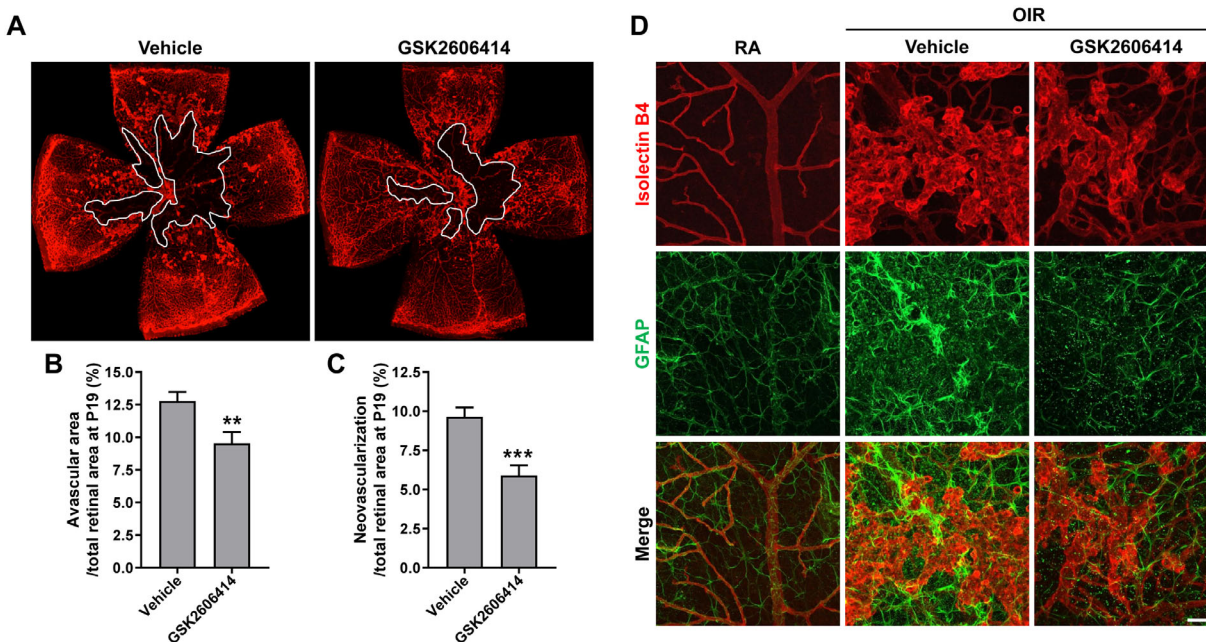 A
Vehicle
GSK2606414
B
Avascular area
/total retinal area at P19 (%)
15.0
12.5
10.0
7.5
5.0
2.5
0.0
**
Vehicle
GSK2606414
C
Neovascularization
/total retinal area at P19 (%)
12.5
10.0
7.5
5.0
2.5
0.0
***
Vehicle
GSK2606414
D
OIR
RA
Vehicle
GSK2606414
Isolectin B4
GFAP
Merge